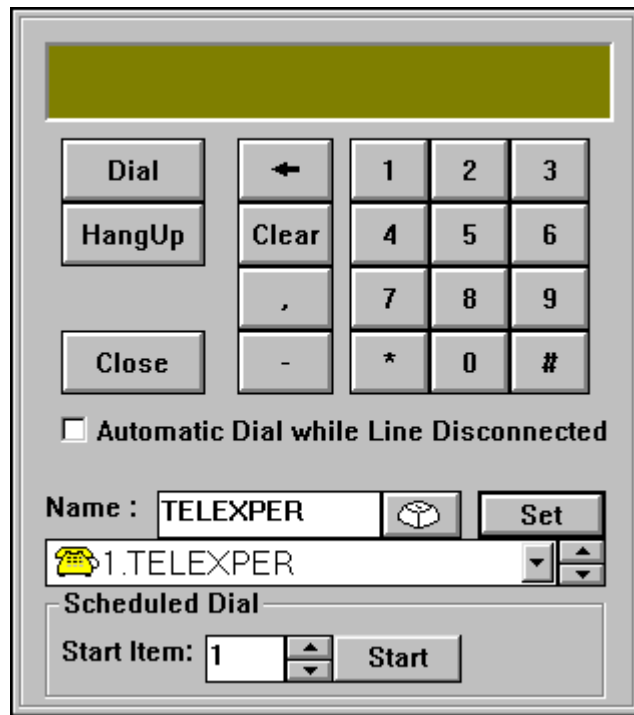 Dial 1 2 3
HangUp Clear 4 5 6
, 7 8 9
Close - * 0 #
Automatic Dial while Line Disconnected
Name : TELEXPER Set
1.TELEXPER
Scheduled Dial
Start Item: 1 Start